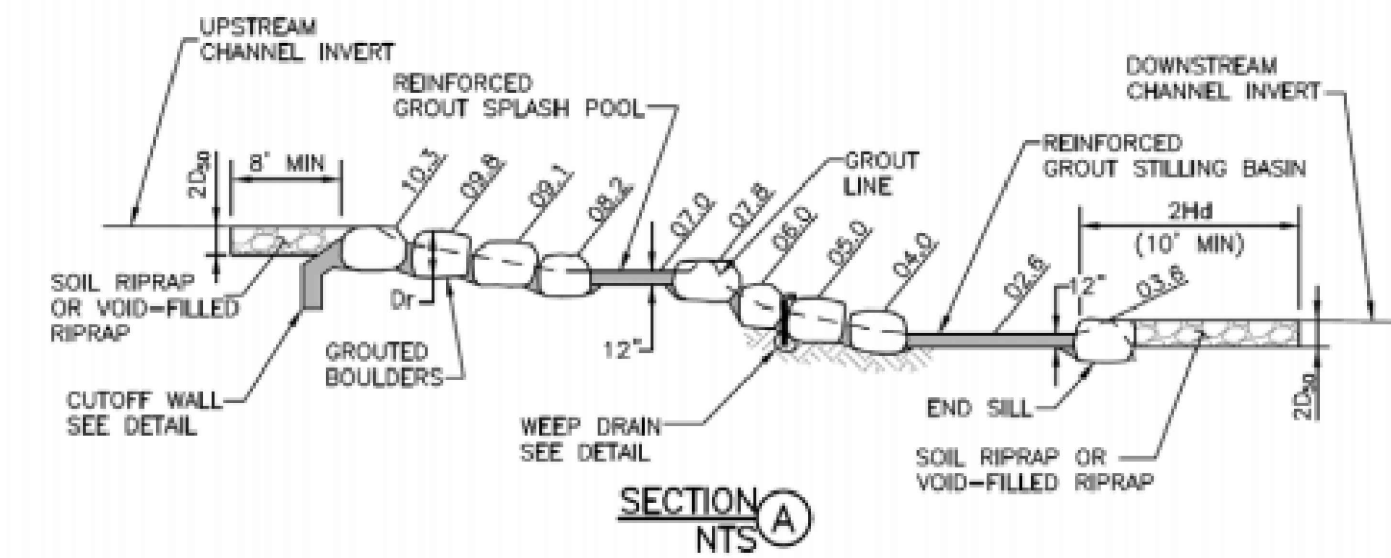 UPSTREAM
CHANNEL INVERT
REINFORCED
GROUT SPLASH POOL
DOWNSTREAM
CHANNEL INVERT
REINFORCED
GROUT STILLING BASIN
GROUT
LINE
2D50
8' MIN
10.3
09.8
09.1
08.2
07.0
07.8
06.0
05.0
04.0
02.6
12"
03.6
2Hd
(10' MIN)
SOIL RIPRAP
OR VOID-FILLED
RIPRAP
Dr
12"
GROUTED
BOULDERS
CUTOFF WALL
SEE DETAIL
WEEP DRAIN
SEE DETAIL
END SILL
2D50
SOIL RIPRAP OR
VOID-FILLED RIPRAP
SECTION
NTS
A